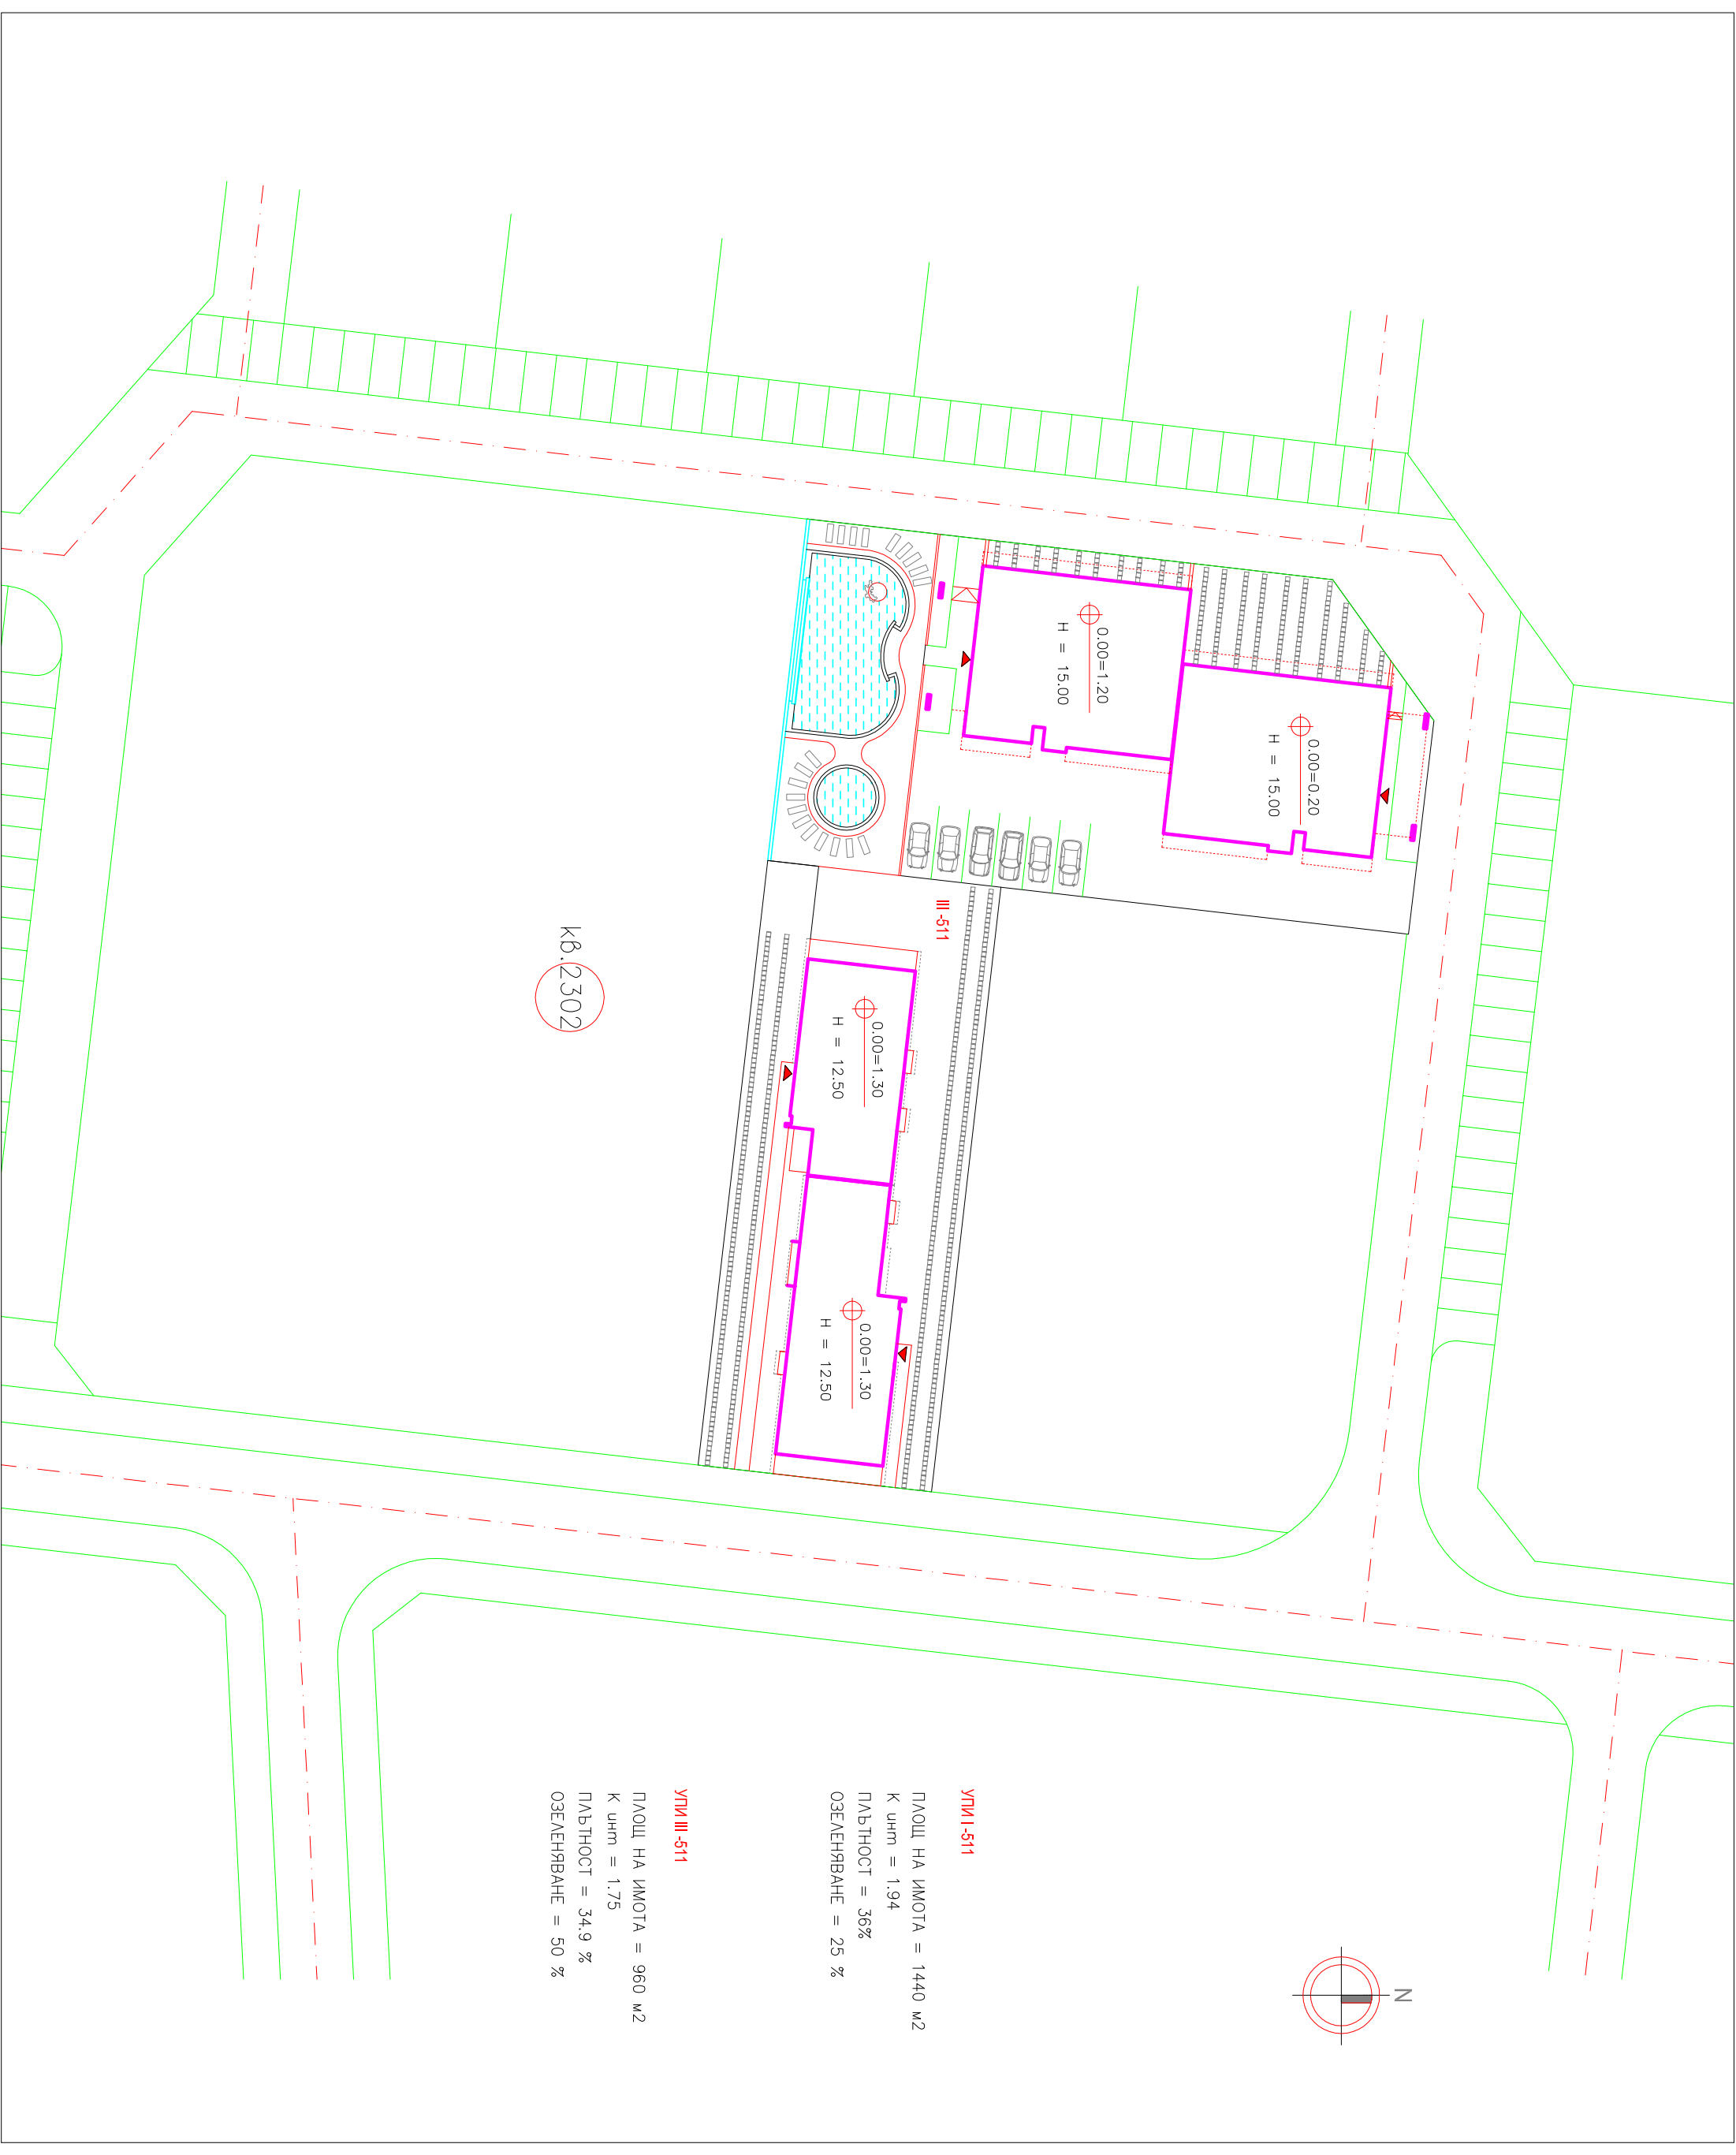 N
0.00=0.20
H = 15.00
0.00=1.20
H = 15.00
III -511
0.00=1.30
H = 12.50
0.00=1.30
H = 12.50
кв.2302
УПИ I -511
ПЛОЩ НА ИМОТА = 1440 м2
К инт = 1.94
ПЛЪТНОСТ = 36%
ОЗЕЛЕНЯВАНЕ = 25 %
УПИ III -511
ПЛОЩ НА ИМОТА = 960 м2
К инт = 1.75
ПЛЪТНОСТ = 34.9 %
ОЗЕЛЕНЯВАНЕ = 50 %